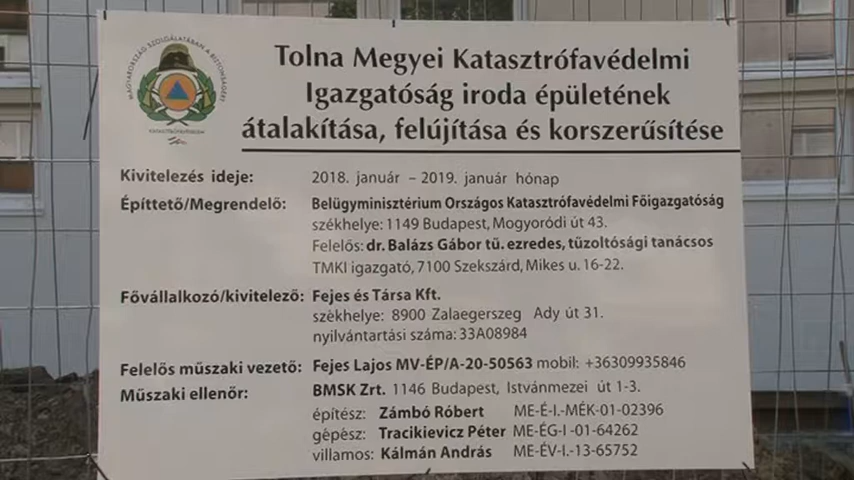 MAGYARORSZÁG SZOLGÁLATÁBAN A BIZTONSÁGÉRT
KATASZTRÓFAVÉDELEM
Tolna Megyei Katasztrófavédelmi
Igazgatóság iroda épületének
átalakítása, felújítása és korszerűsítése
Kivitelezés ideje: 2018. január – 2019. január hónap
Építtető/Megrendelő: Belügyminisztérium Országos Katasztrófavédelmi Főigazgatóság
székhelye: 1149 Budapest, Mogyoródi út 43.
Felelős: dr. Balázs Gábor tű. ezredes, tűzoltósági tanácsos
TMKI igazgató, 7100 Szekszárd, Mikes u. 16-22.
Fővállalkozó/kivitelező: Fejes és Társa Kft.
székhelye: 8900 Zalaegerszeg Ady út 31.
nyilvántartási száma: 33A08984
Felelős műszaki vezető: Fejes Lajos MV-ÉP/A-20-50563 mobil: +36309935846
Műszaki ellenőr: BMSK Zrt. 1146 Budapest, Istvánmezei út 1-3.
építész: Zámbó Róbert ME-É-I.-MÉK-01-02396
gépész: Tracikievicz Péter ME-ÉG-I -01-64262
villamos: Kálmán András ME-ÉV-I.-13-65752